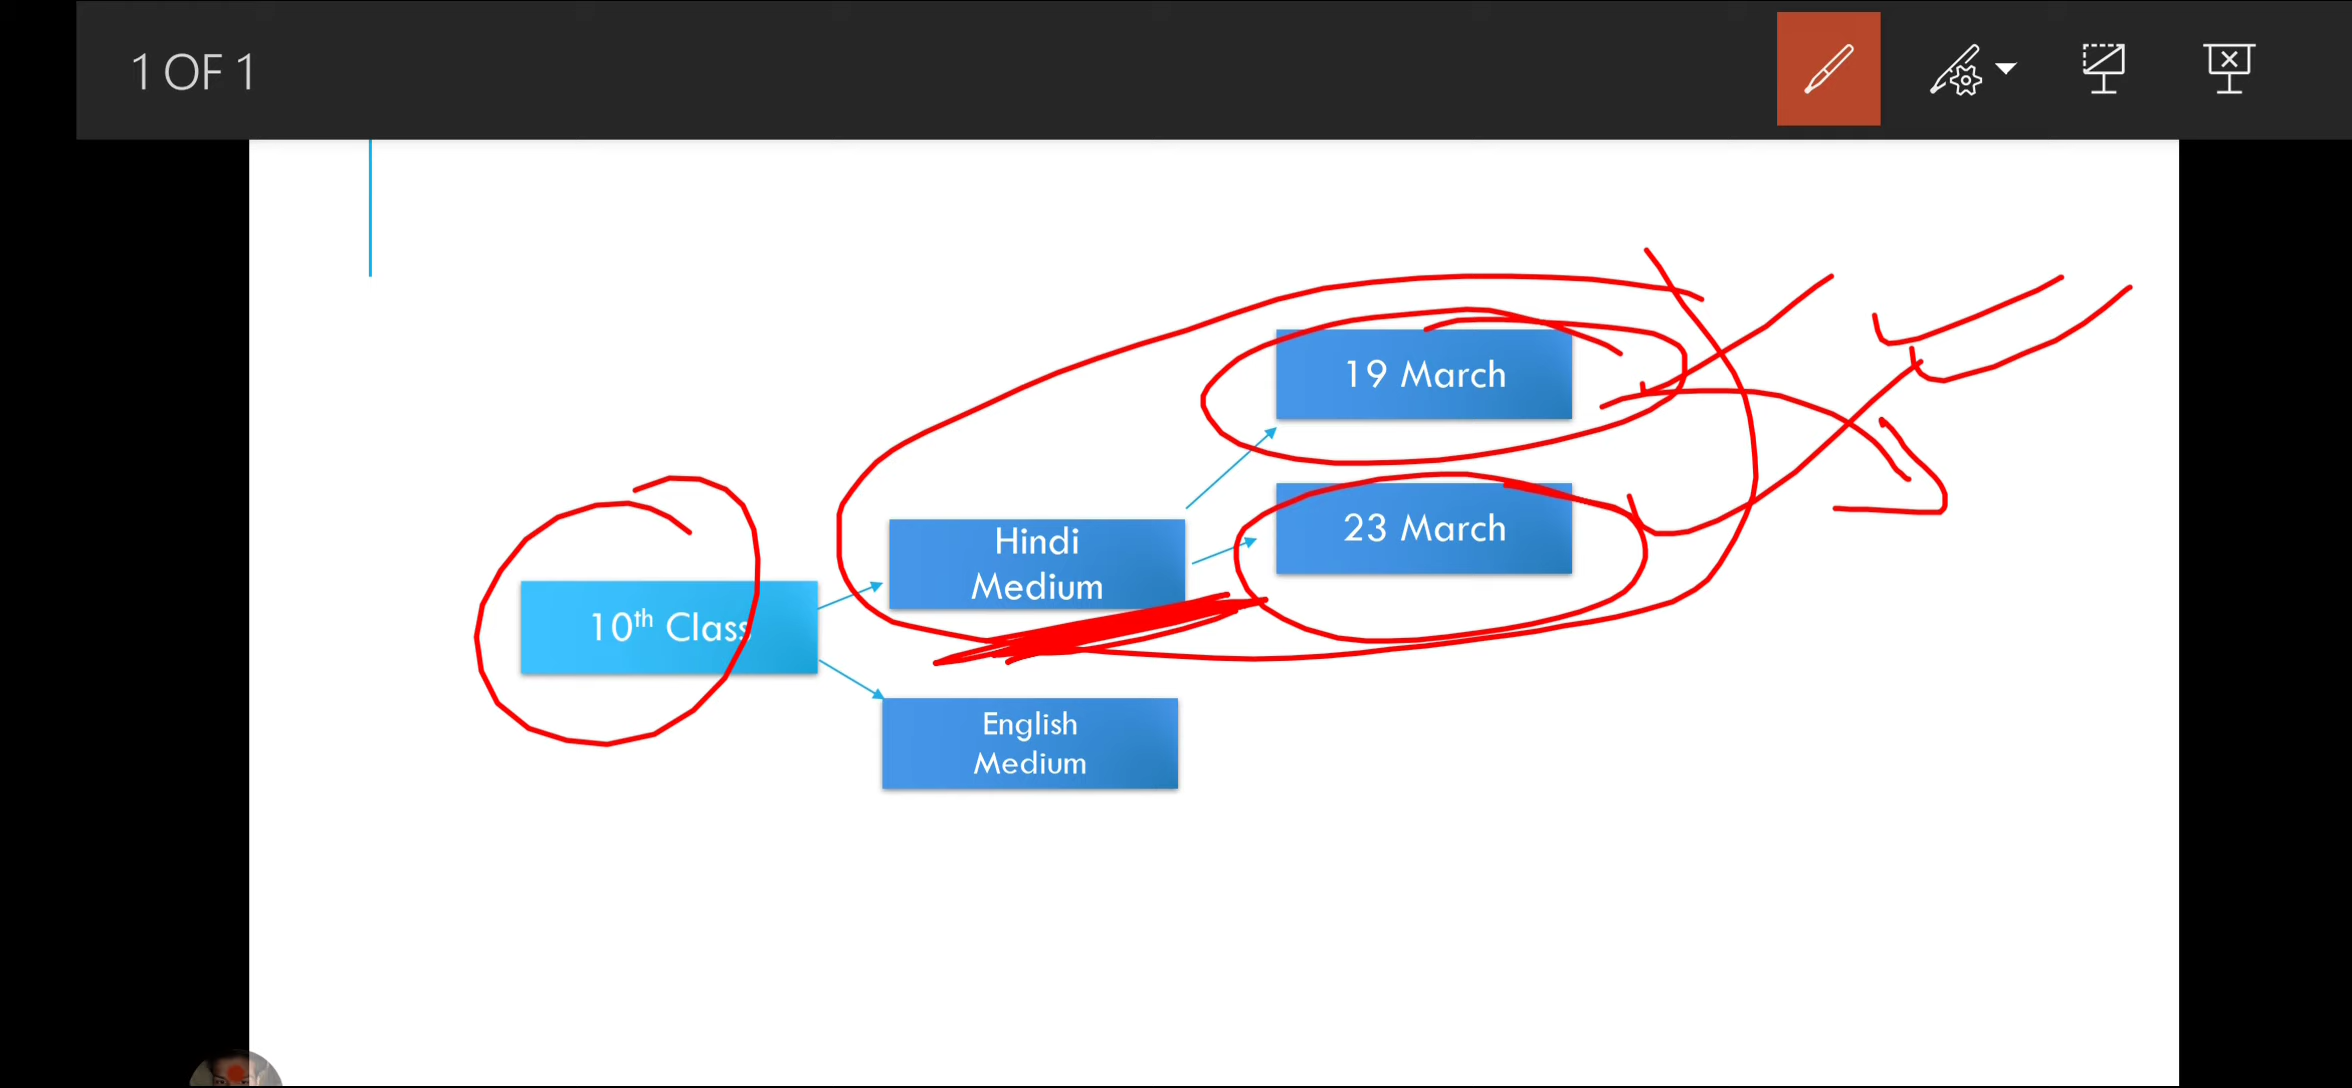 1 OF 1
19 March
23 March
Hindi
Medium
10th Class
English
Medium